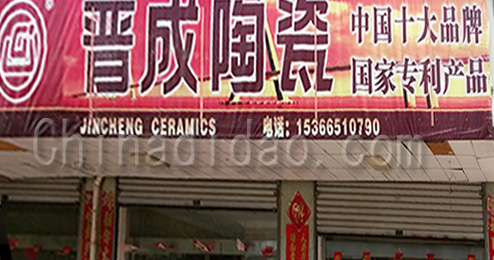 晋成陶瓷
中国十大品牌
国家专利产品
JINCHENG CERAMICS 电话:15366510790
Chinadidao.com